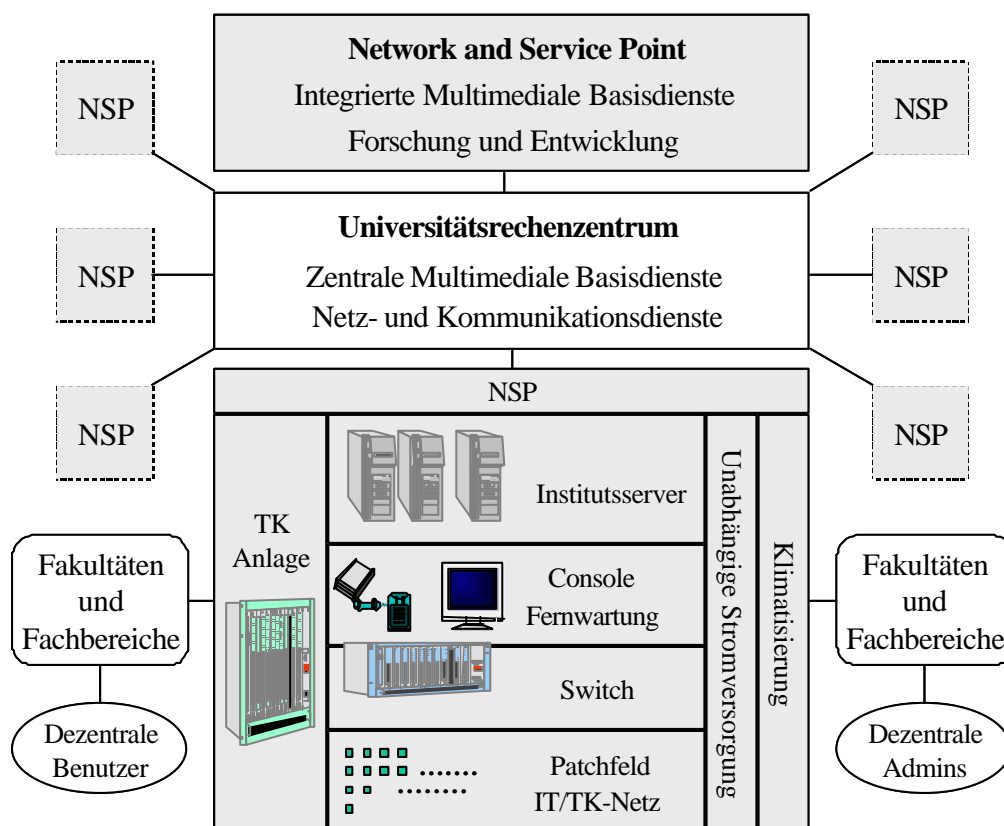 Network and Service Point
Integrierte Multimediale Basisdienste
Forschung und Entwicklung
NSP
NSP
Universitätsrechenzentrum
Zentrale Multimediale Basisdienste
Netz- und Kommunikationsdienste
NSP
NSP
NSP
NSP
NSP
TK
Anlage
Institutsserver
Console
Fernwartung
Switch
Patchfeld
IT/TK-Netz
Unabhängige Stromversorgung
Klimatisierung
Fakultäten
und
Fachbereiche
Dezentrale
Benutzer
Fakultäten
und
Fachbereiche
Dezentrale
Admins